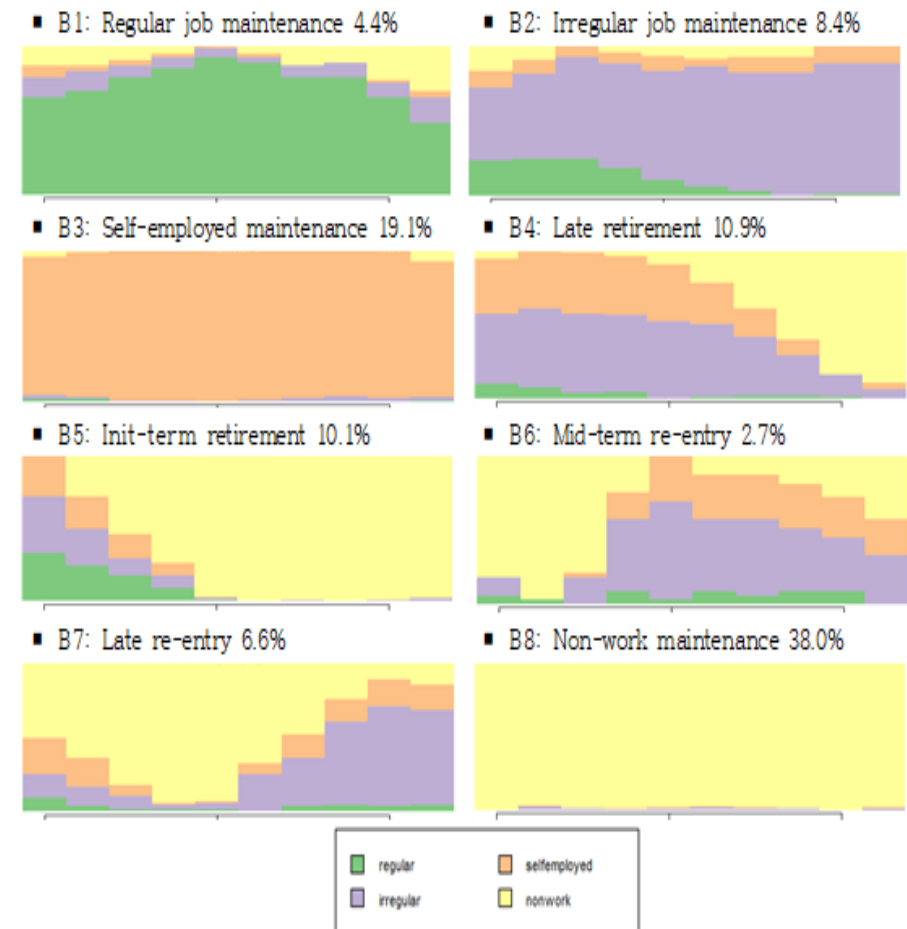 ▪ B1: Regular job maintenance 4.4%
▪ B2: Irregular job maintenance 8.4%
▪ B3: Self-employed maintenance 19.1%
▪ B4: Late retirement 10.9%
▪ B5: Init-term retirement 10.1%
▪ B6: Mid-term re-entry 2.7%
▪ B7: Late re-entry 6.6%
▪ B8: Non-work maintenance 38.0%
regular
selfemployed
irregular
nonwork